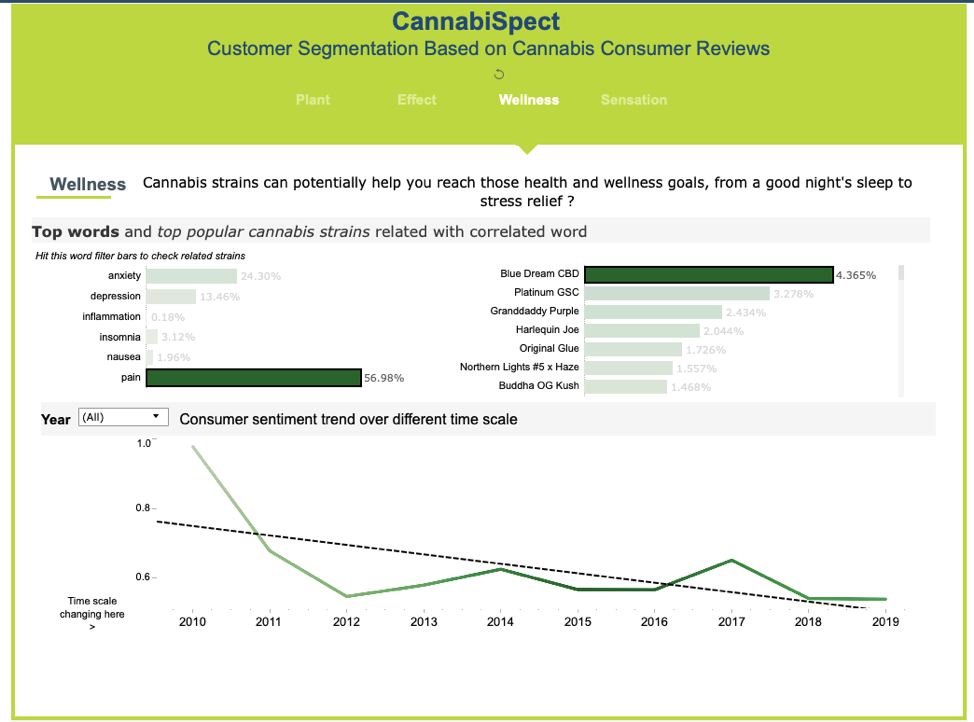 CannabiSpect
Customer Segmentation Based on Cannabis Consumer Reviews
Plant Effect Wellness Sensation
Wellness
Cannabis strains can potentially help you reach those health and wellness goals, from a good night's sleep to
stress relief ?
Top words and top popular cannabis strains related with correlated word
Hit this word filter bars to check related strains
anxiety 24.30%
depression 13.46%
inflammation 0.18%
insomnia 3.12%
nausea 1.96%
pain 56.98%
Blue Dream CBD 4.365%
Platinum GSC 3.278%
Granddaddy Purple 2.434%
Harlequin Joe 2.044%
Original Glue 1.726%
Northern Lights #5 x Haze 1.557%
Buddha OG Kush 1.468%
Year (All) Consumer sentiment trend over different time scale
1.0
0.8
0.6
Time scale
changing here
>
2010 2011 2012 2013 2014 2015 2016 2017 2018 2019